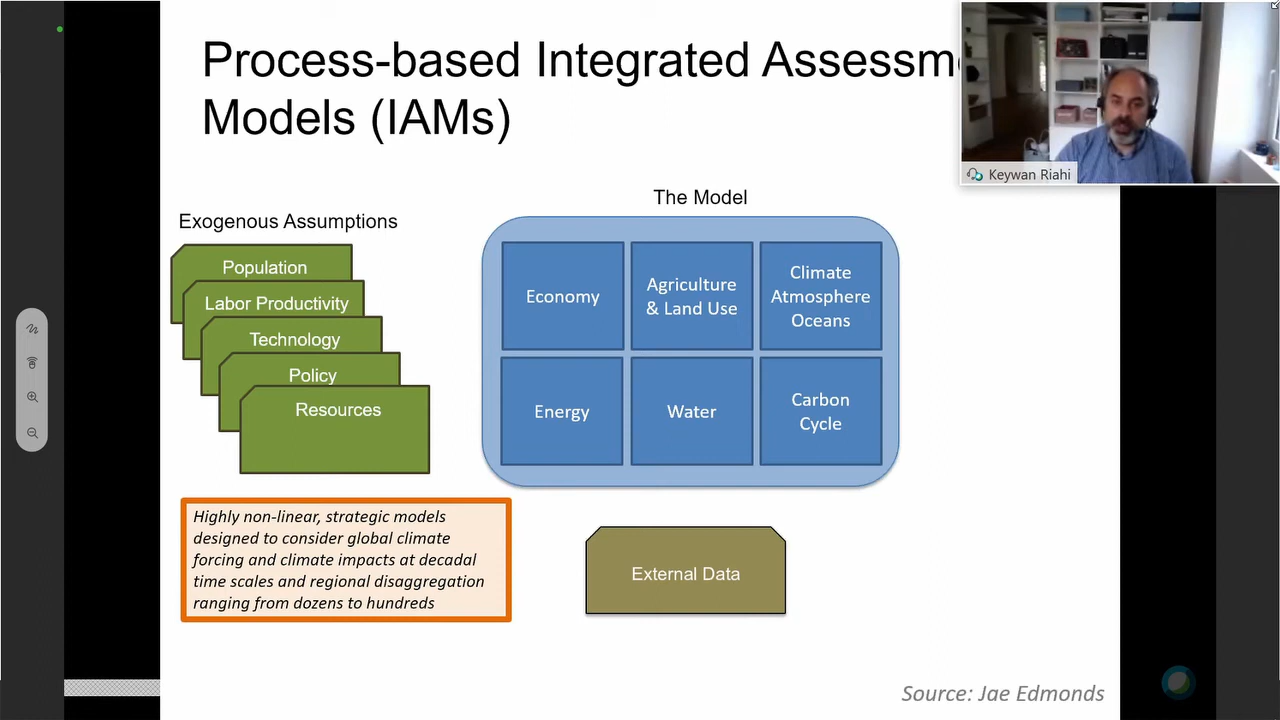 Process-based Integrated Assessm
Models (IAMs)
Keywan Riahi
The Model
Exogenous Assumptions
Population
Labor Productivity
Technology
Policy
Resources
Economy
Agriculture
& Land Use
Climate
Atmosphere
Oceans
Energy
Water
Carbon
Cycle
Highly non-linear, strategic models
designed to consider global climate
forcing and climate impacts at decadal
time scales and regional disaggregation
ranging from dozens to hundreds
External Data
Source: Jae Edmonds